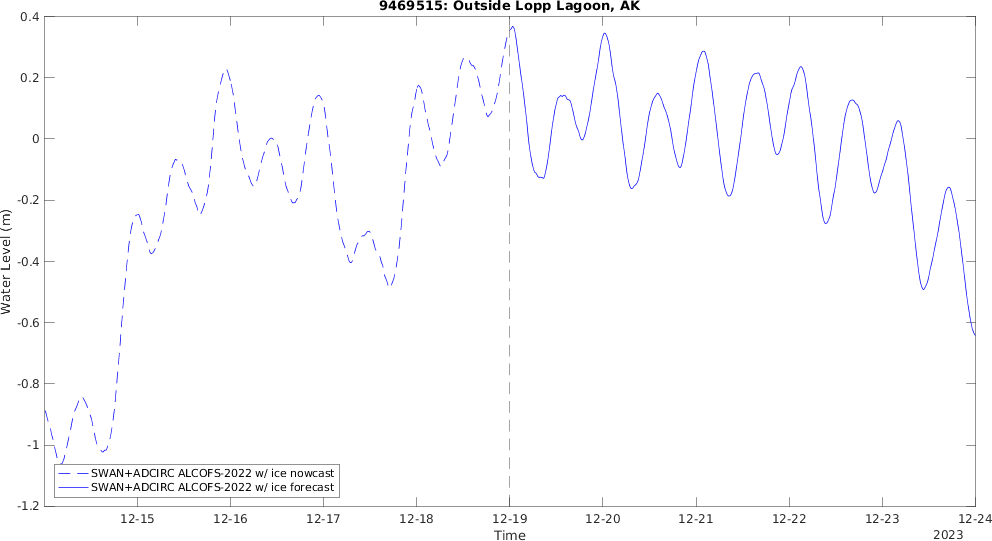 9469515: Outside Lopp Lagoon, AK
Water Level (m)
0.4
0.2
0
-0.2
-0.4
-0.6
-0.8
-1
-1.2
SWAN+ADCIRC ALCOFS-2022 w/ ice nowcast
SWAN+ADCIRC ALCOFS-2022 w/ ice forecast
12-15 12-16 12-17 12-18 12-19 12-20 12-21 12-22 12-23 12-24
Time
2023